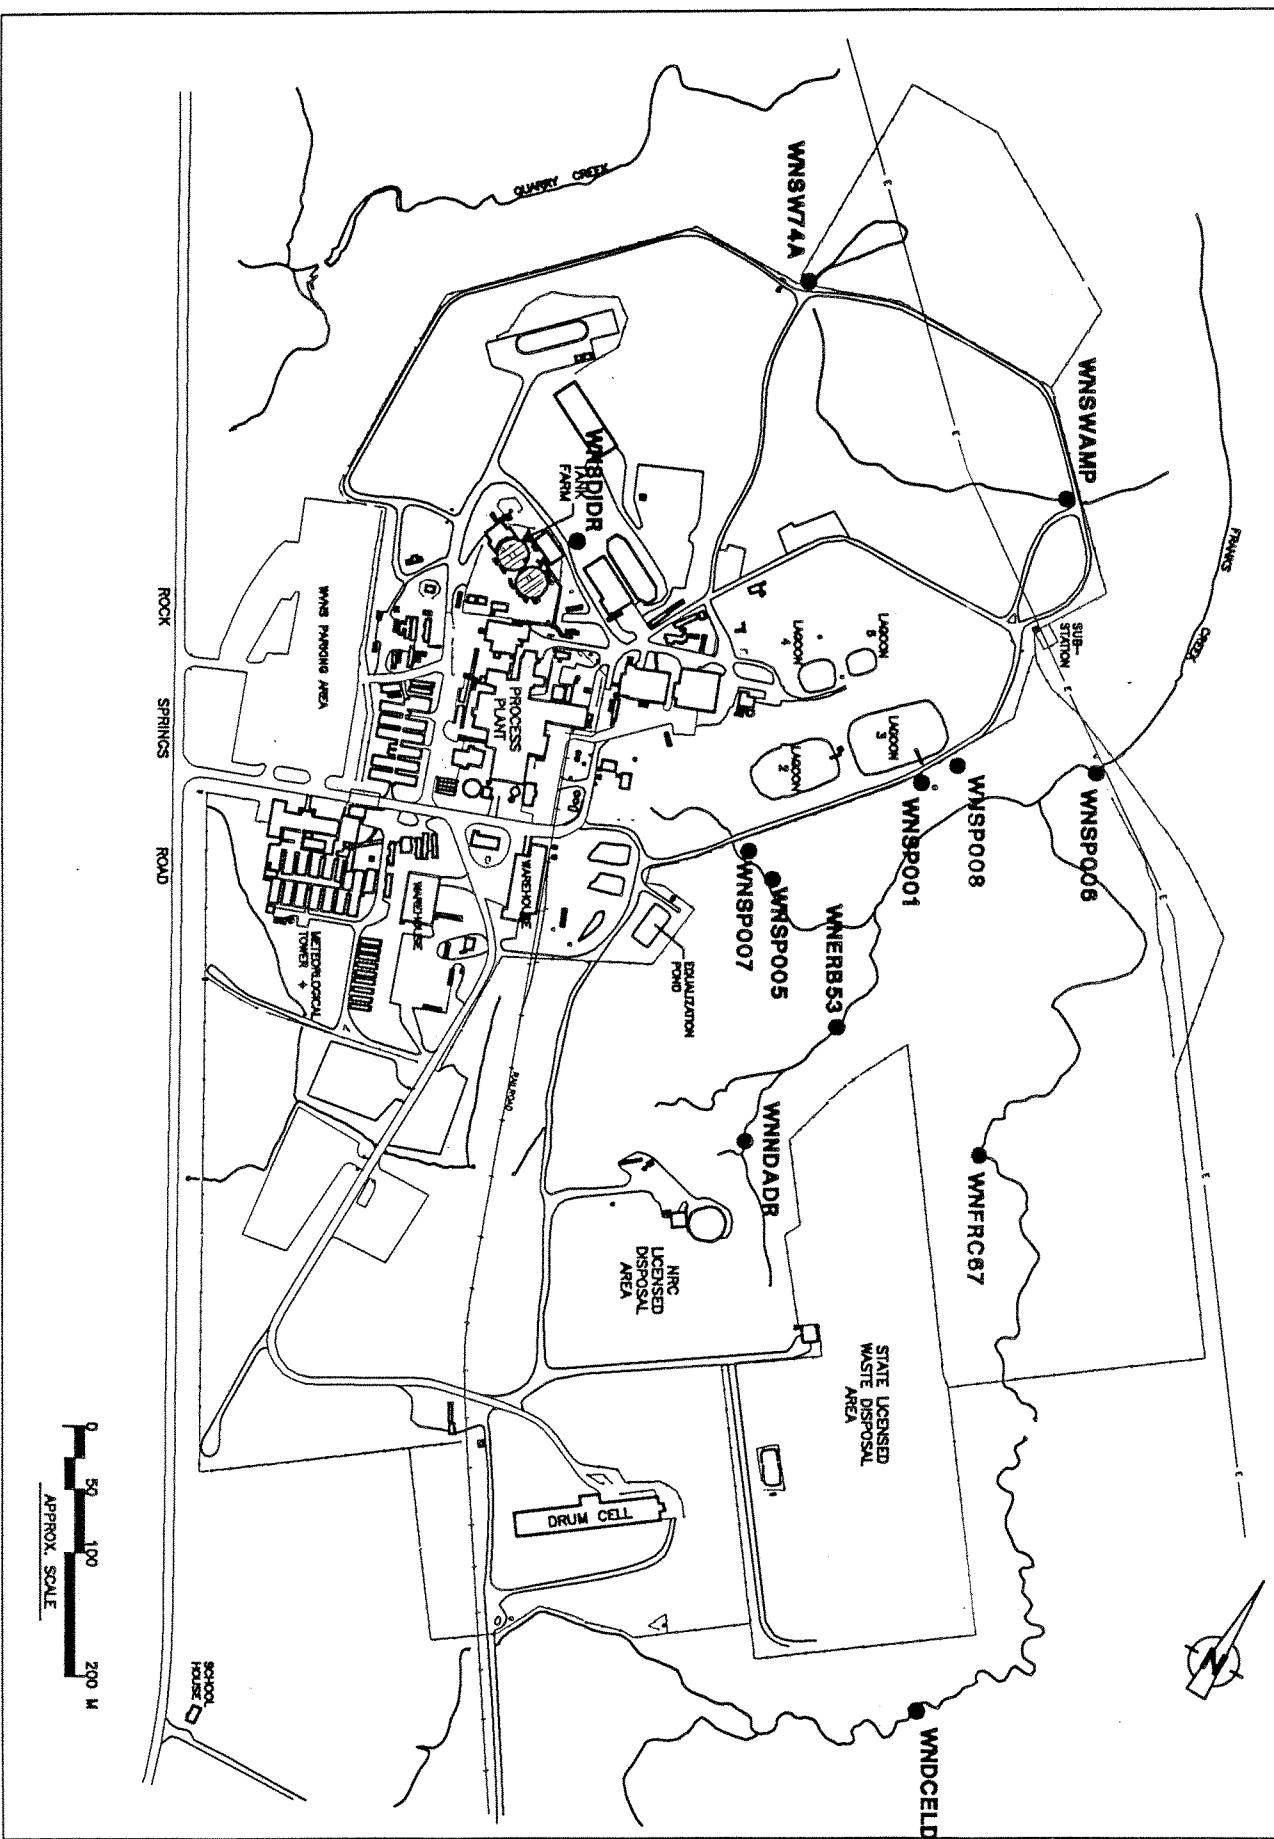 WNSW74A
QUARRY CREEK
WNSWAMP
FRANKS
CREEK
WNSDIDR
TANK
FARM
SUB-
STATION
LAGOON
5
LAGOON
4
LAGOON
3
LAGOON
2
WNSP006
WNSP008
WNSP001
WNSP007
WNSP005
WNERB53
WNNDADR
WNFRC67
WNDCELD
PROCESS
PLANT
WVNS PARKING AREA
ROCK SPRINGS ROAD
WAREHOUSE
WAREHOUSE
METEOROLOGICAL
TOWER
EQUALIZATION
POND
RAILROAD
NRC
LICENSED
DISPOSAL
AREA
STATE LICENSED
WASTE DISPOSAL
AREA
DRUM CELL
SCHOOL
HOUSE
N
0 50 100 200 M
APPROX. SCALE